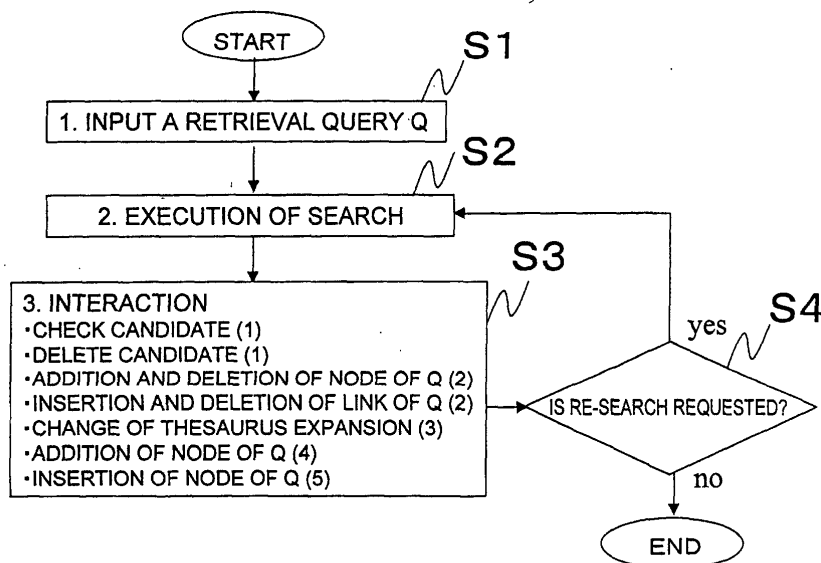 START
S1
1. INPUT A RETRIEVAL QUERY Q
S2
2. EXECUTION OF SEARCH
S3
3. INTERACTION
・CHECK CANDIDATE (1)
・DELETE CANDIDATE (1)
・ADDITION AND DELETION OF NODE OF Q (2)
・INSERTION AND DELETION OF LINK OF Q (2)
・CHANGE OF THESAURUS EXPANSION (3)
・ADDITION OF NODE OF Q (4)
・INSERTION OF NODE OF Q (5)
S4
yes
IS RE-SEARCH REQUESTED?
no
END